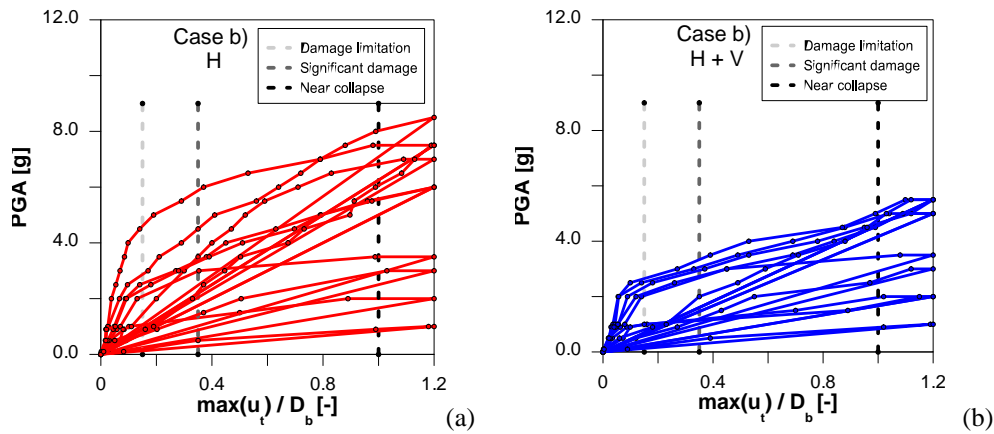 12.0
8.0
4.0
0.0
PGA [g]
Case b)
H
Damage limitation
Significant damage
Near collapse
0
0.4
0.8
1.2
max(ut) / Db [-]
(a)
12.0
8.0
4.0
0.0
PGA [g]
Case b)
H + V
Damage limitation
Significant damage
Near collapse
0
0.4
0.8
1.2
max(ut) / Db [-]
(b)